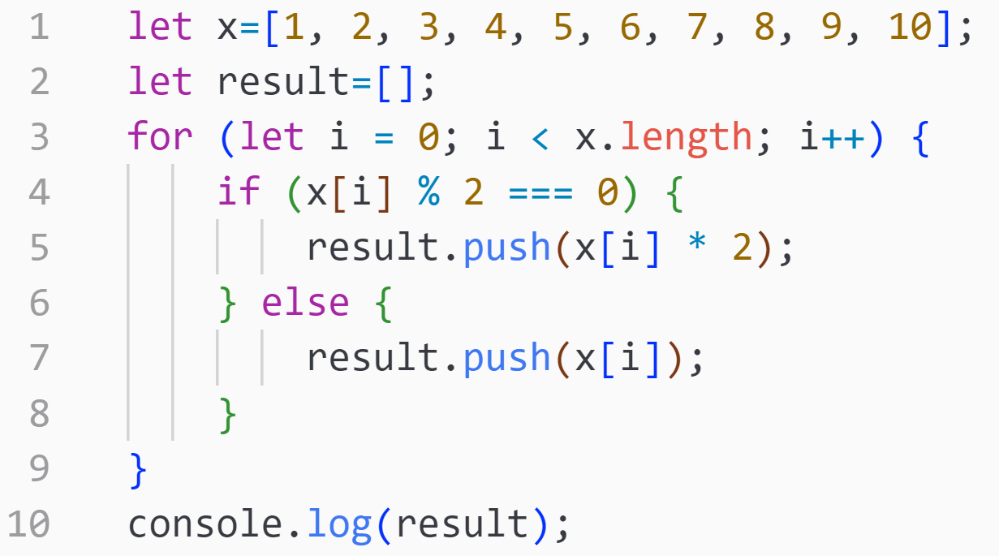 1 let x=[1, 2, 3, 4, 5, 6, 7, 8, 9, 10];
2 let result=[];
3 for (let i = 0; i < x.length; i++) {
4     if (x[i] % 2 === 0) {
5         result.push(x[i] * 2);
6     } else {
7         result.push(x[i]);
8     }
9 }
10 console.log(result);